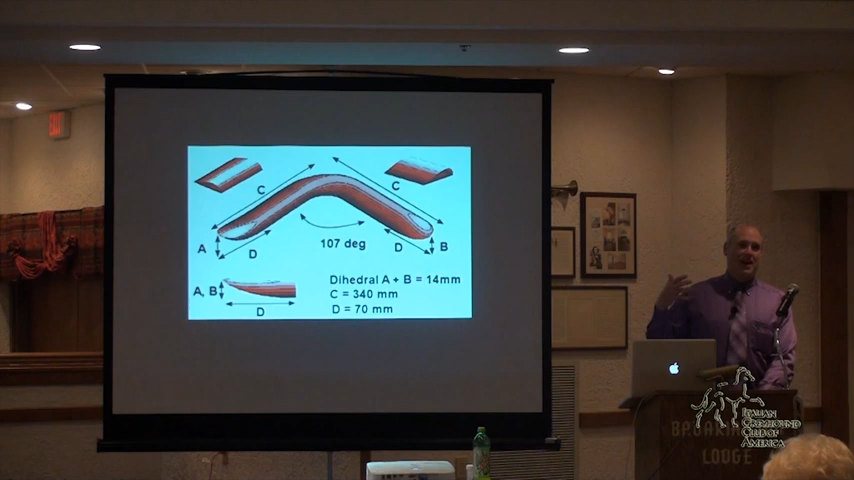 C
C
A
D
107 deg
D
B
A, B
D
Dihedral A + B = 14mm
C = 340 mm
D = 70 mm
ITALIAN
GREYHOUND
CLUB OF
AMERICA
LODGE